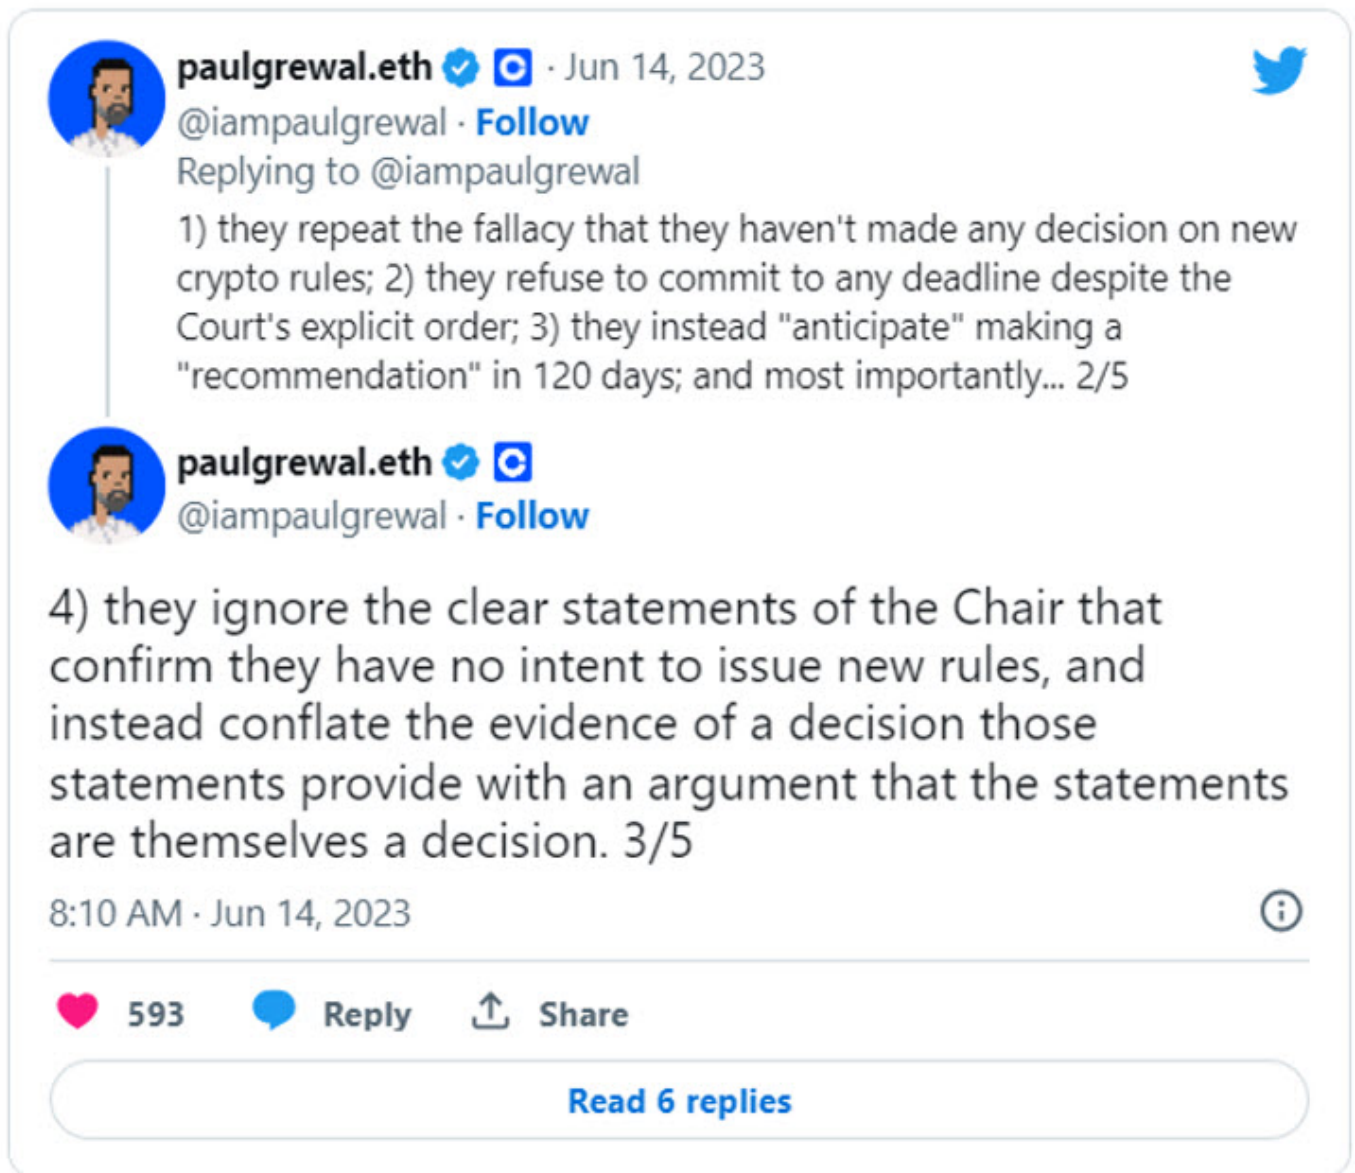 paulgrewal.eth · Jun 14, 2023
@iampaulgrewal · Follow
Replying to @iampaulgrewal
1) they repeat the fallacy that they haven't made any decision on new
crypto rules; 2) they refuse to commit to any deadline despite the
Court's explicit order; 3) they instead "anticipate" making a
"recommendation" in 120 days; and most importantly... 2/5
paulgrewal.eth
@iampaulgrewal · Follow
4) they ignore the clear statements of the Chair that
confirm they have no intent to issue new rules, and
instead conflate the evidence of a decision those
statements provide with an argument that the statements
are themselves a decision. 3/5
8:10 AM · Jun 14, 2023
593 Reply Share
Read 6 replies